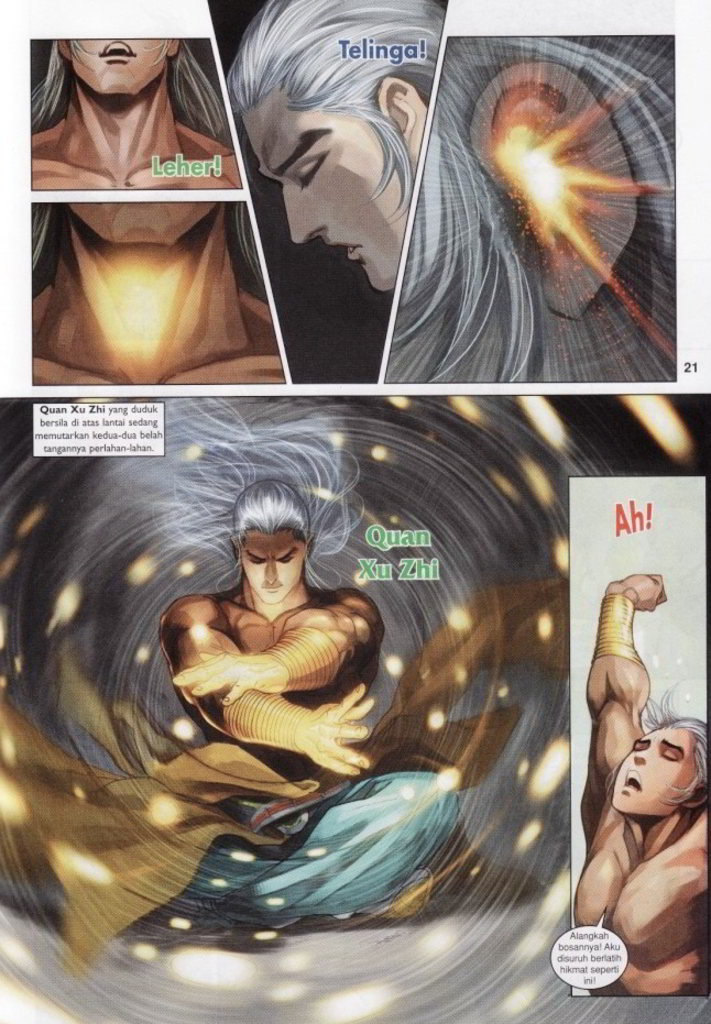 Leher!
Telinga!
21
Quan Xu Zhi yang duduk
bersila di atas lantai sedang
memutarkan kedua-dua belah
tangannya perlahan-lahan.
Quan
Xu Zhi
Ah!
Alangkah
bosannya! Aku
disuruh berlatih
hikmat seperti
ini!